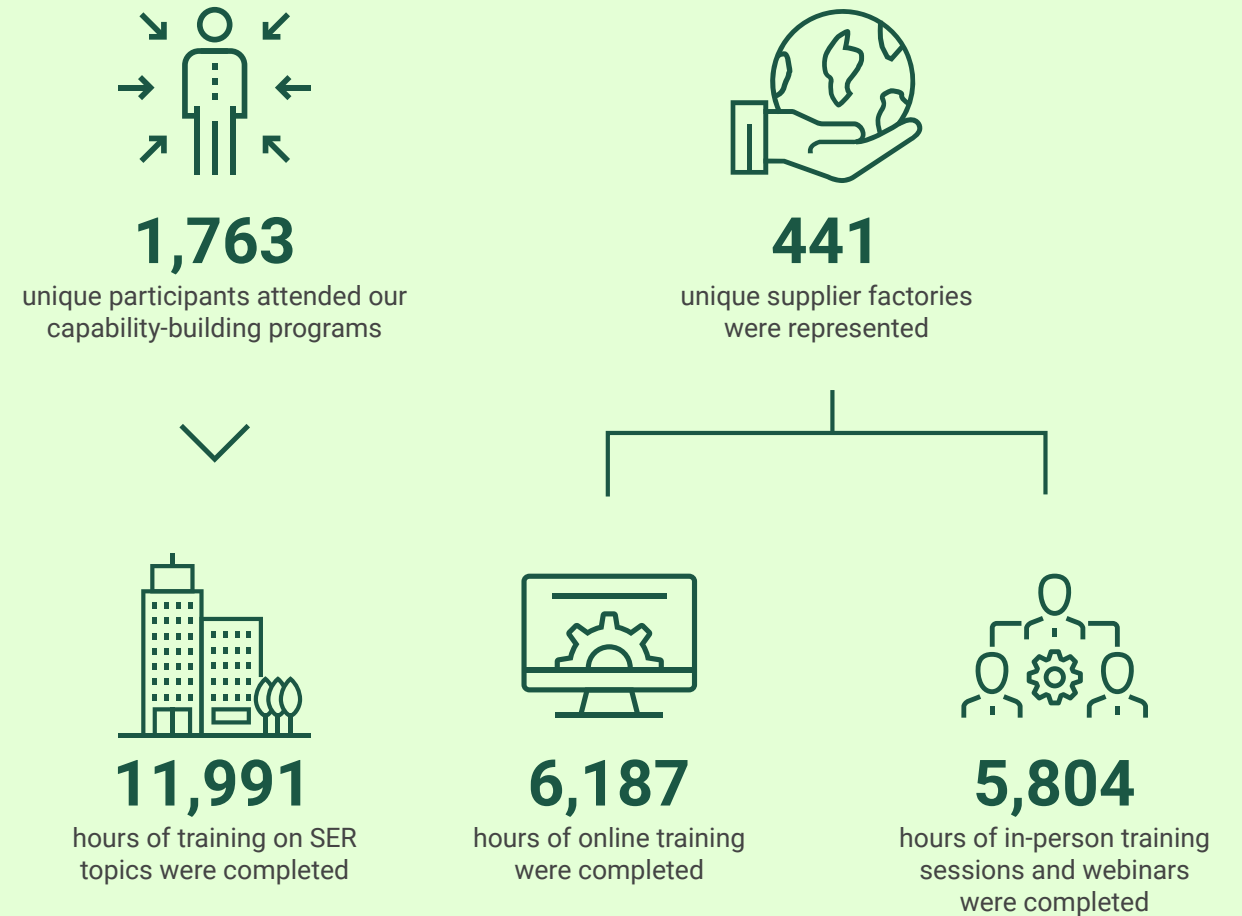 1,763
unique participants attended our
capability-building programs
441
unique supplier factories
were represented
11,991
hours of training on SER
topics were completed
6,187
hours of online training
were completed
5,804
hours of in-person training
sessions and webinars
were completed